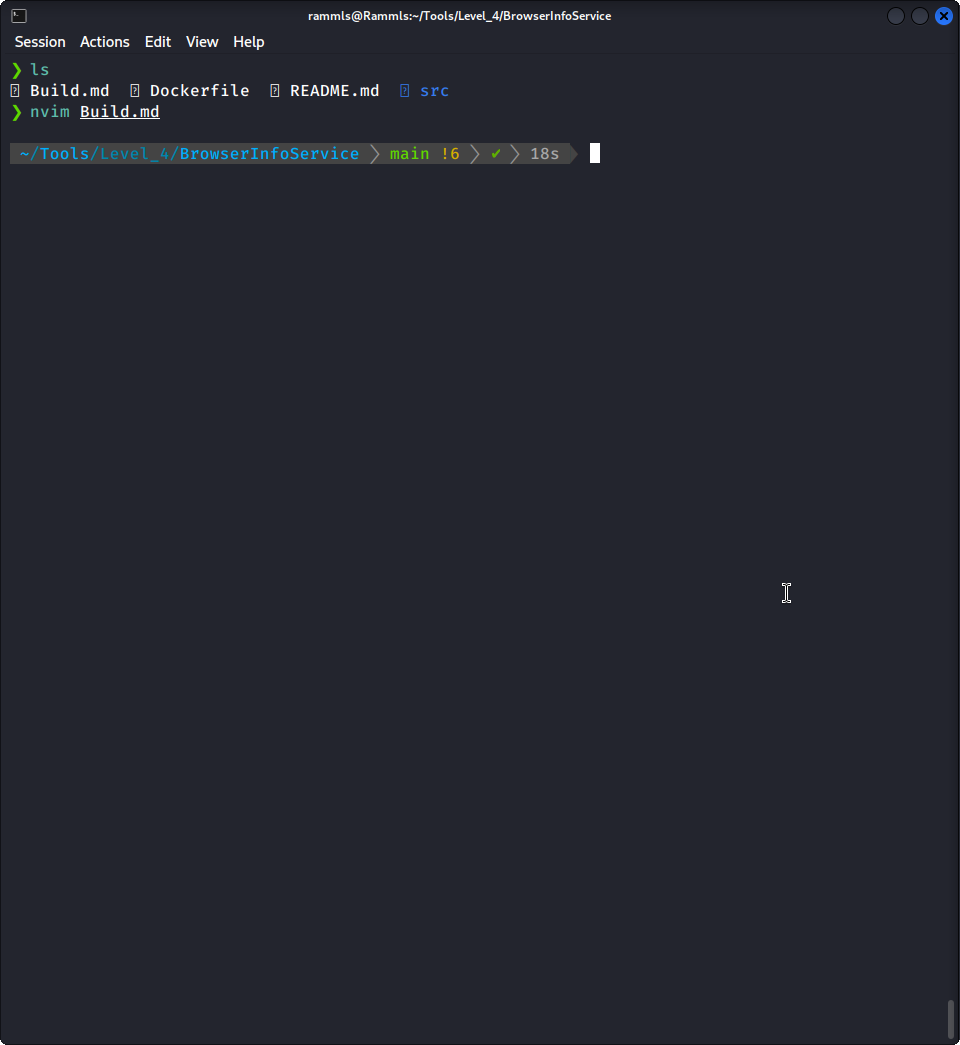 rammls@Rammls:~/Tools/Level_4/BrowserInfoService
Session Actions Edit View Help
❯ ls
Build.md Dockerfile README.md src
❯ nvim Build.md
~/Tools/Level_4/BrowserInfoService main !6 ✔ 18s